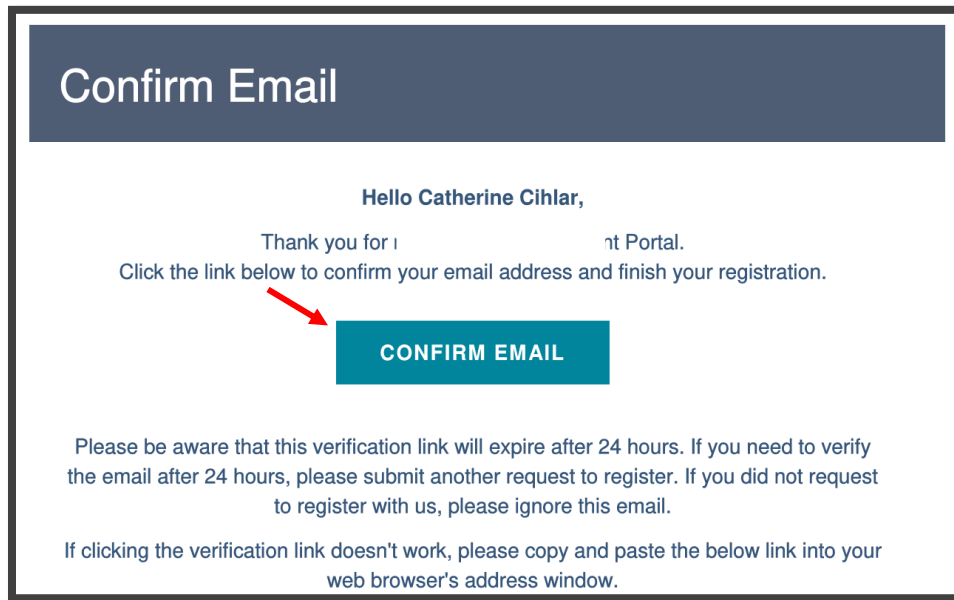 Confirm Email
Hello Catherine Cihlar,
Thank you for Portal.
Click the link below to confirm your email address and finish your registration.
CONFIRM EMAIL
Please be aware that this verification link will expire after 24 hours. If you need to verify
the email after 24 hours, please submit another request to register. If you did not request
to register with us, please ignore this email.
If clicking the verification link doesn't work, please copy and paste the below link into your
web browser's address window.